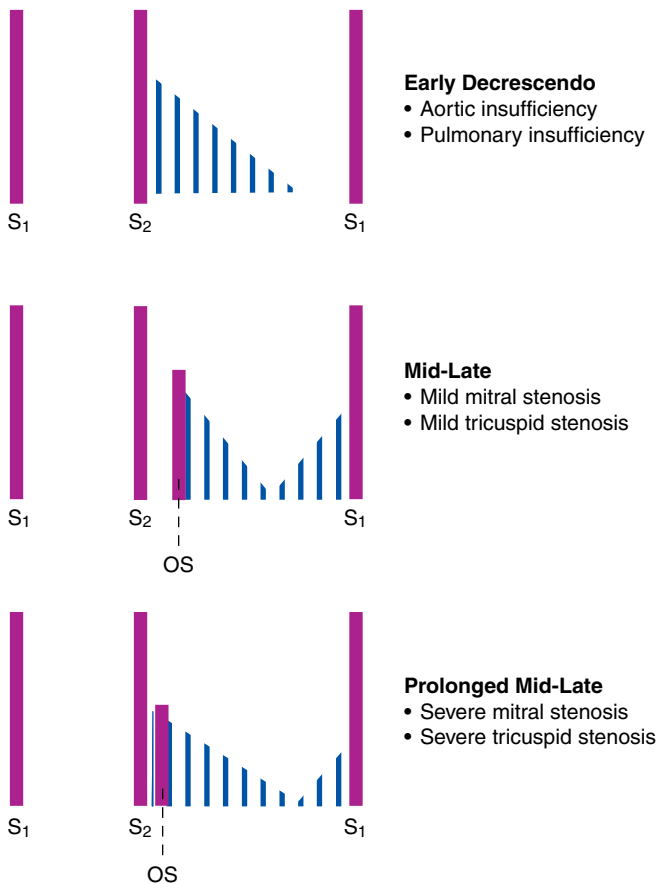 Early Decrescendo
• Aortic insufficiency
• Pulmonary insufficiency
S₁ S₂ S₁
Mid-Late
• Mild mitral stenosis
• Mild tricuspid stenosis
S₁ S₂ S₁
OS
Prolonged Mid-Late
• Severe mitral stenosis
• Severe tricuspid stenosis
S₁ S₂ S₁
OS